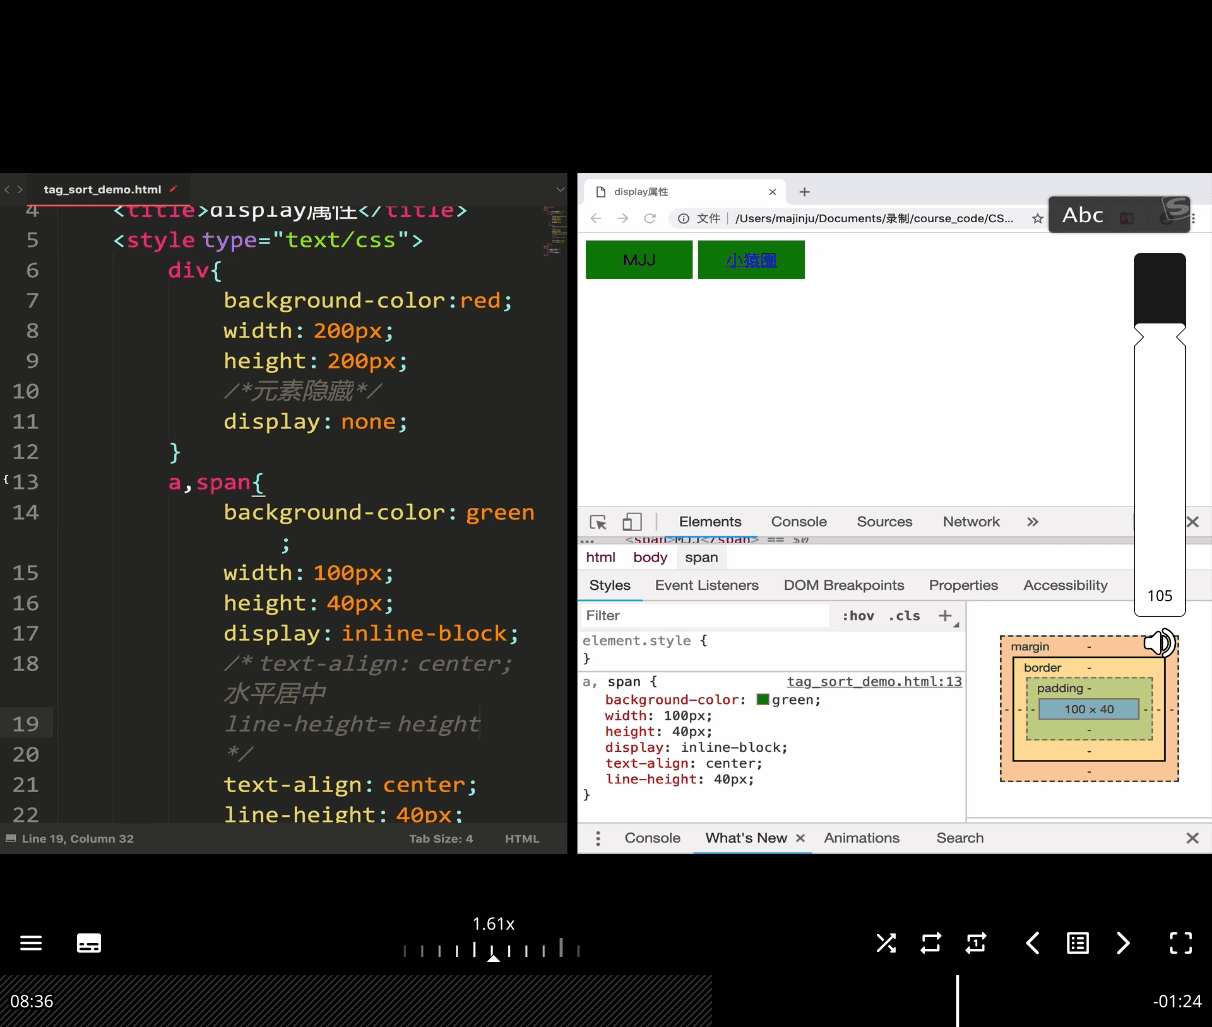 tag_sort_demo.html
4 <title>display属性</title>
5 <style type="text/css">
6 div{
7 background-color:red;
8 width: 200px;
9 height: 200px;
10 /*元素隐藏*/
11 display: none;
12 }
13 a,span{
14 background-color: green
;
15 width: 100px;
16 height: 40px;
17 display: inline-block;
18 /* text-align: center;
水平居中
19 line-height= height
20 */
21 text-align: center;
22 line-height: 40px;
Line 19, Column 32
Tab Size: 4
HTML
display属性
文件 | /Users/majinju/Documents/录制/course_code/CS...
Abc
MJJ
小猿圈
105
Elements Console Sources Network »
... <span>MJJ</span> == $0
html body span
Styles Event Listeners DOM Breakpoints Properties Accessibility
Filter :hov .cls +
element.style {
}
a, span { tag_sort_demo.html:13
background-color: green;
width: 100px;
height: 40px;
display: inline-block;
text-align: center;
line-height: 40px;
}
margin -
border -
padding -
- - - 100 × 40 - - -
-
-
-
Console What's New × Animations Search
1.61x
1
08:36
-01:24